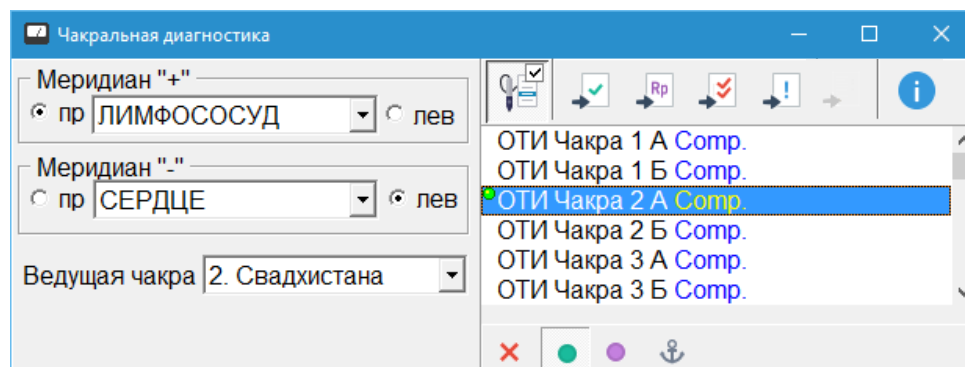 Чакральная диагностика
Меридиан "+"
пр ЛИМФОСОСУД лев
Меридиан "-"
пр СЕРДЦЕ лев
Ведущая чакра 2. Свадхистана
Rp
ОТИ Чакра 1 А Comp.
ОТИ Чакра 1 Б Comp.
ОТИ Чакра 2 А Comp.
ОТИ Чакра 2 Б Comp.
ОТИ Чакра 3 А Comp.
ОТИ Чакра 3 Б Comp.